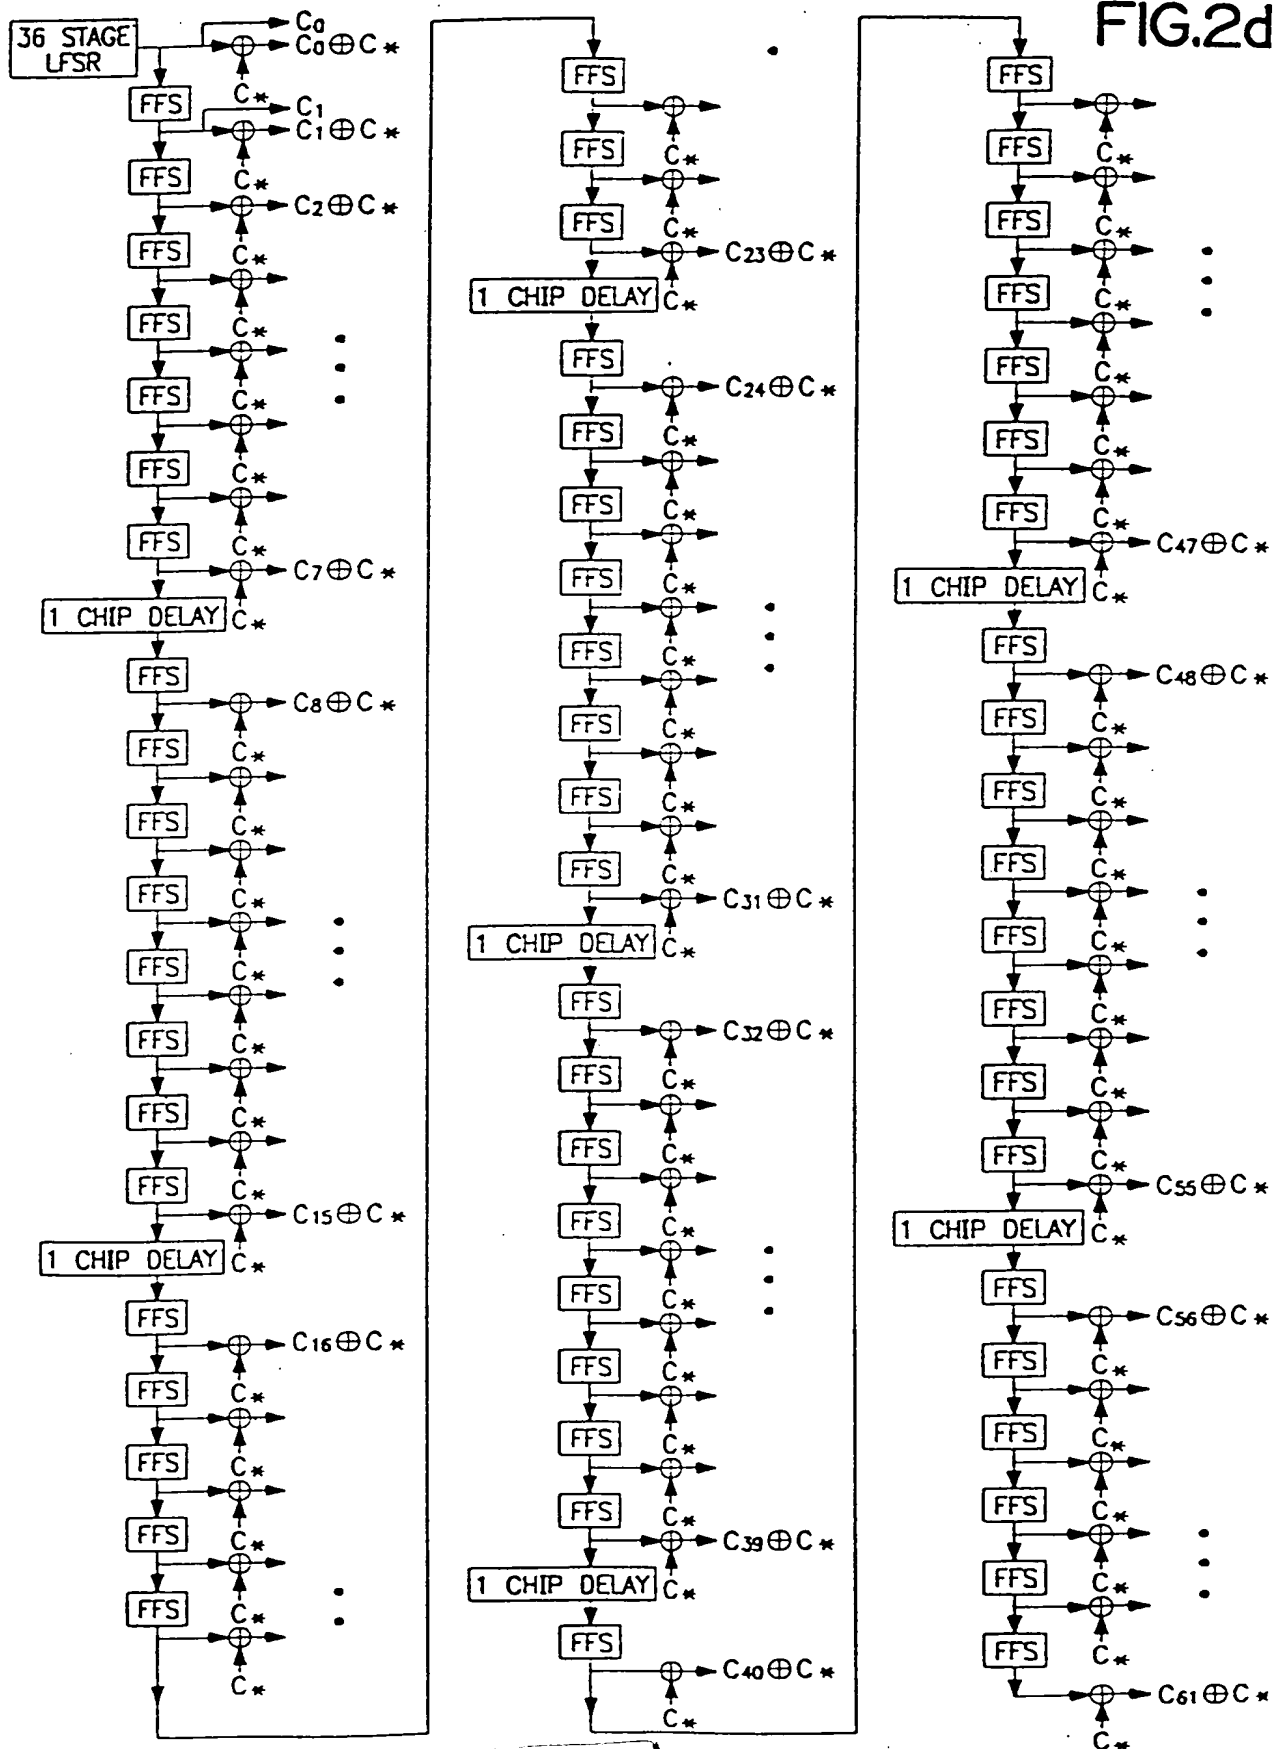 FIG.2d
36 STAGE
LFSR
Ca
Ca⊕C*
C*
FFS
C1
C1⊕C*
FFS
C*
C2⊕C*
FFS
C*
FFS
C*
FFS
C*
FFS
C*
FFS
C*
C7⊕C*
1 CHIP DELAY
C*
FFS
C8⊕C*
FFS
C*
FFS
C*
FFS
C*
FFS
C*
FFS
C*
FFS
C*
FFS
C*
C15⊕C*
1 CHIP DELAY
C*
FFS
C16⊕C*
FFS
C*
FFS
C*
FFS
C*
FFS
C*
C*
FFS
FFS
C*
FFS
C*
C23⊕C*
1 CHIP DELAY
C*
FFS
C24⊕C*
FFS
C*
FFS
C*
FFS
C*
FFS
C*
FFS
C*
FFS
C*
FFS
C*
C31⊕C*
1 CHIP DELAY
C*
FFS
C32⊕C*
FFS
C*
FFS
C*
FFS
C*
FFS
C*
FFS
C*
FFS
C*
FFS
C*
C39⊕C*
1 CHIP DELAY
C*
FFS
C40⊕C*
C*
FFS
FFS
C*
FFS
C*
FFS
C*
FFS
C*
FFS
C*
FFS
C*
C47⊕C*
1 CHIP DELAY
C*
FFS
C48⊕C*
FFS
C*
FFS
C*
FFS
C*
FFS
C*
FFS
C*
FFS
C*
FFS
C*
C55⊕C*
1 CHIP DELAY
C*
FFS
C56⊕C*
FFS
C*
FFS
C*
FFS
C*
FFS
C*
FFS
C*
C61⊕C*
C*